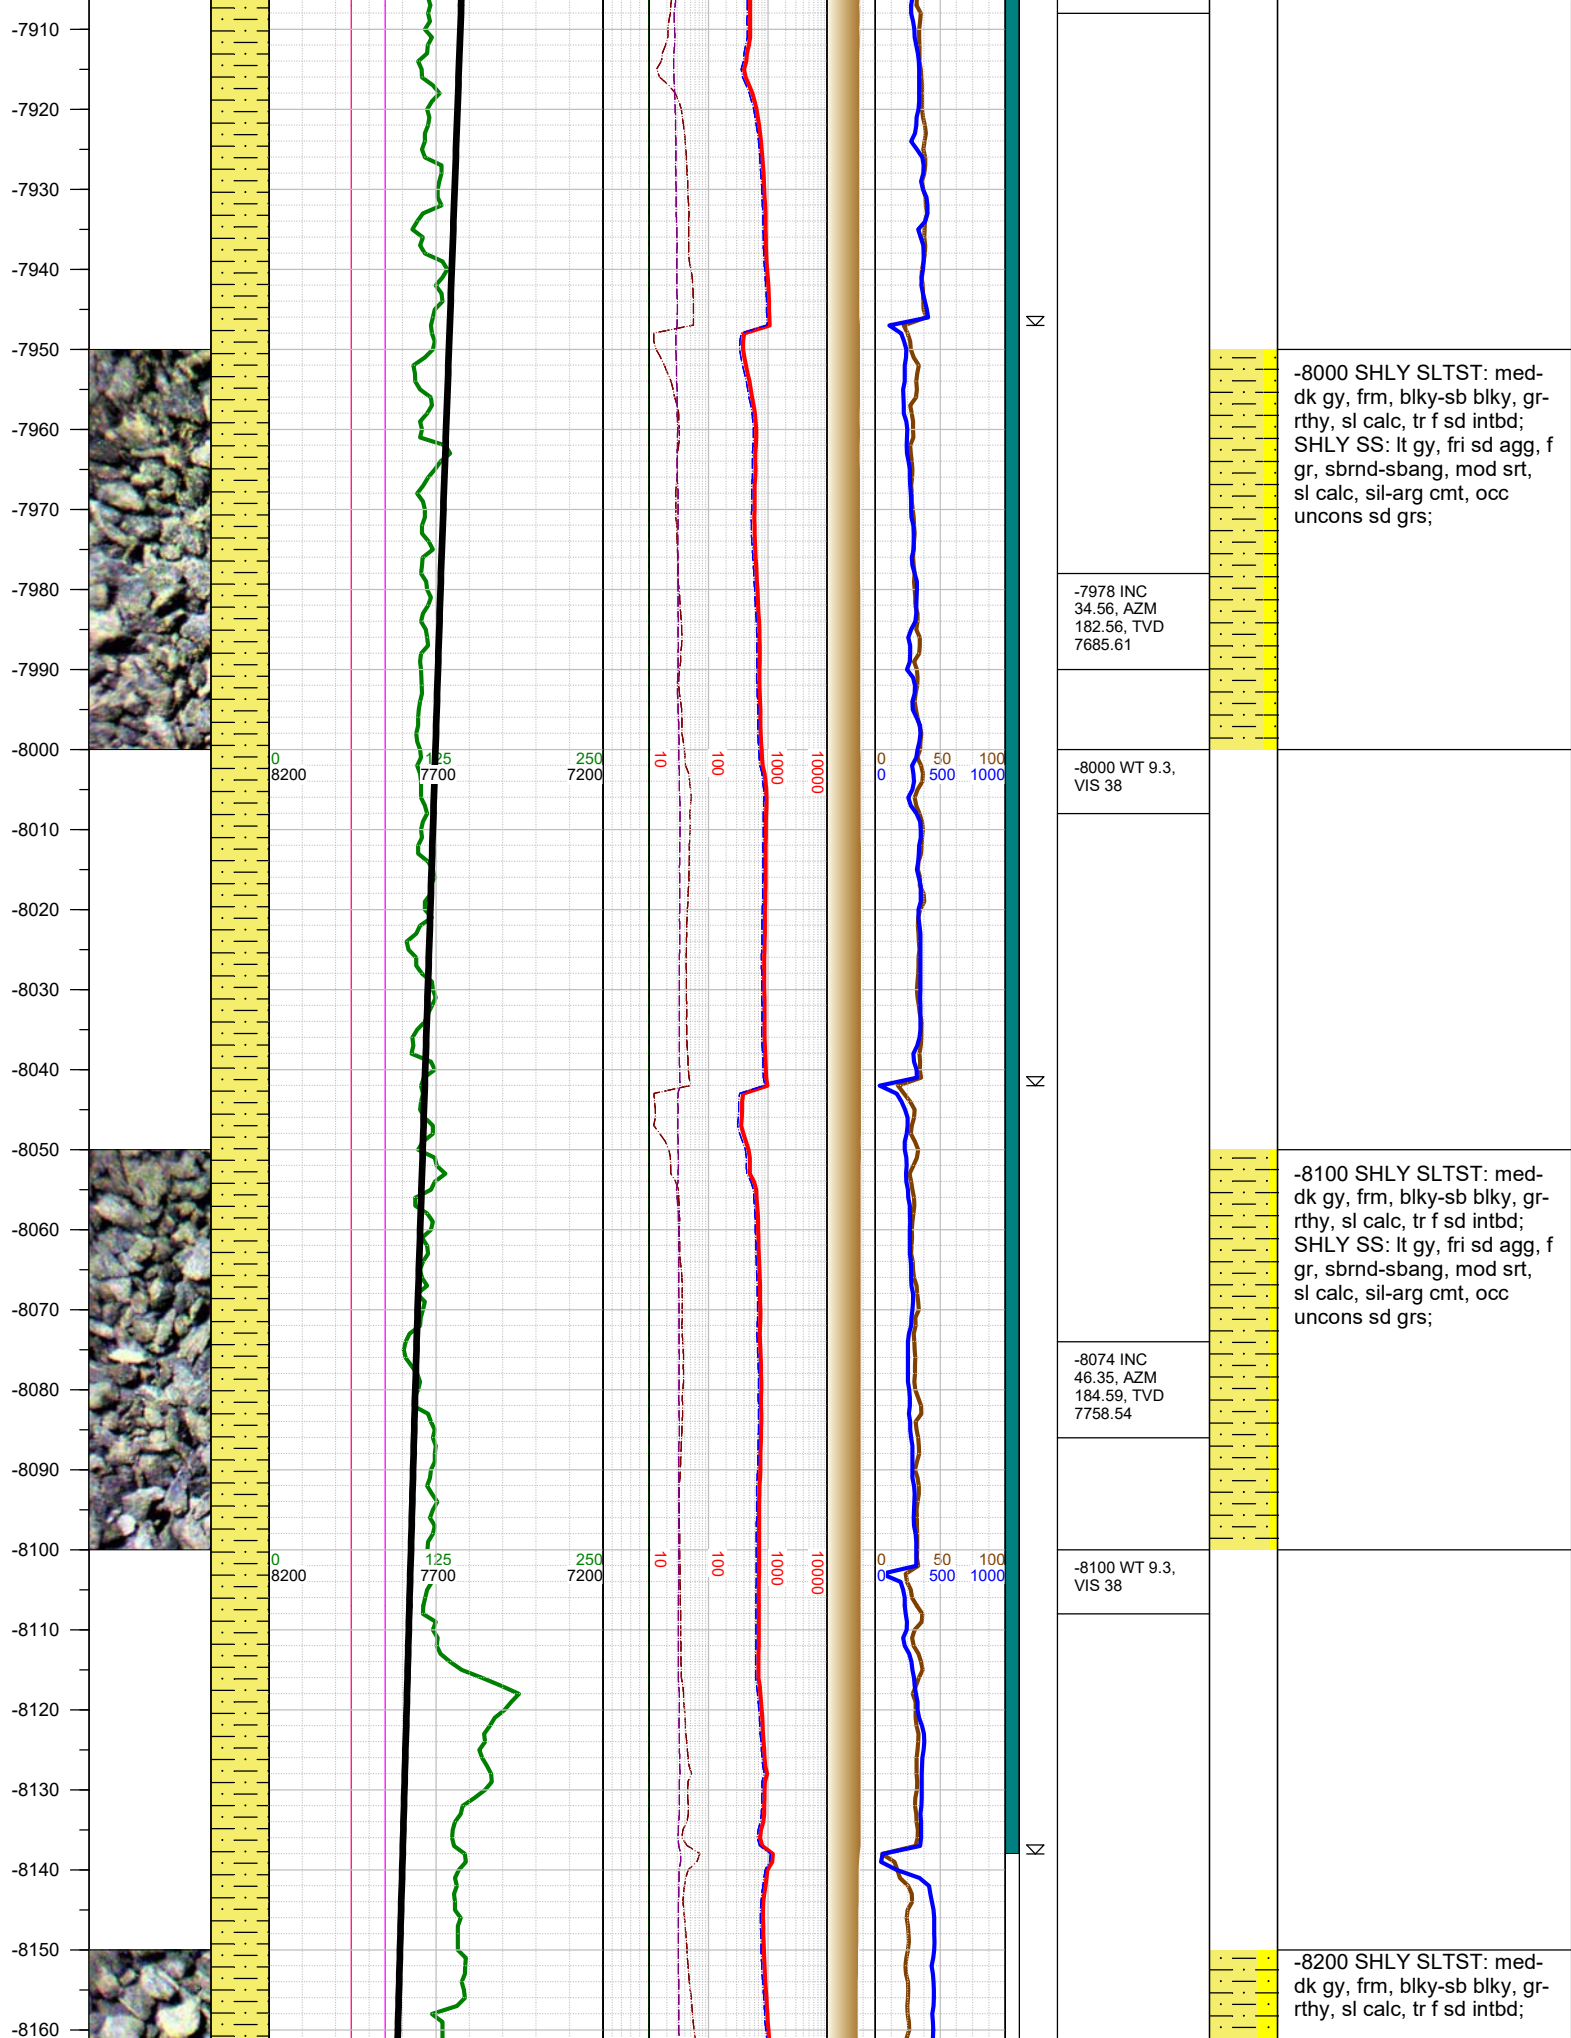 -7910
-7920
-7930
-7940
-7950
-8000 SHLY SLTST: med-
dk gy, frm, blky-sb blky, gr-
rthy, sl calc, tr f sd intbd;
SHLY SS: lt gy, fri sd agg, f
gr, sbrnd-sbang, mod srt,
sl calc, sil-arg cmt, occ
uncons sd grs;
-7960
-7970
-7980
-7978 INC
34.56, AZM
182.56, TVD
7685.61
-7990
-8000
0 125 250 10 100 1000 10000 0 50 100
8200 7700 7200 0 500 1000
-8000 WT 9.3,
VIS 38
-8010
-8020
-8030
-8040
-8050
-8100 SHLY SLTST: med-
dk gy, frm, blky-sb blky, gr-
rthy, sl calc, tr f sd intbd;
SHLY SS: lt gy, fri sd agg, f
gr, sbrnd-sbang, mod srt,
sl calc, sil-arg cmt, occ
uncons sd grs;
-8060
-8070
-8080
-8074 INC
46.35, AZM
184.59, TVD
7758.54
-8090
-8100
0 125 250 10 100 1000 10000 0 50 100
8200 7700 7200 0 500 1000
-8100 WT 9.3,
VIS 38
-8110
-8120
-8130
-8140
-8150
-8200 SHLY SLTST: med-
dk gy, frm, blky-sb blky, gr-
rthy, sl calc, tr f sd intbd;
-8160